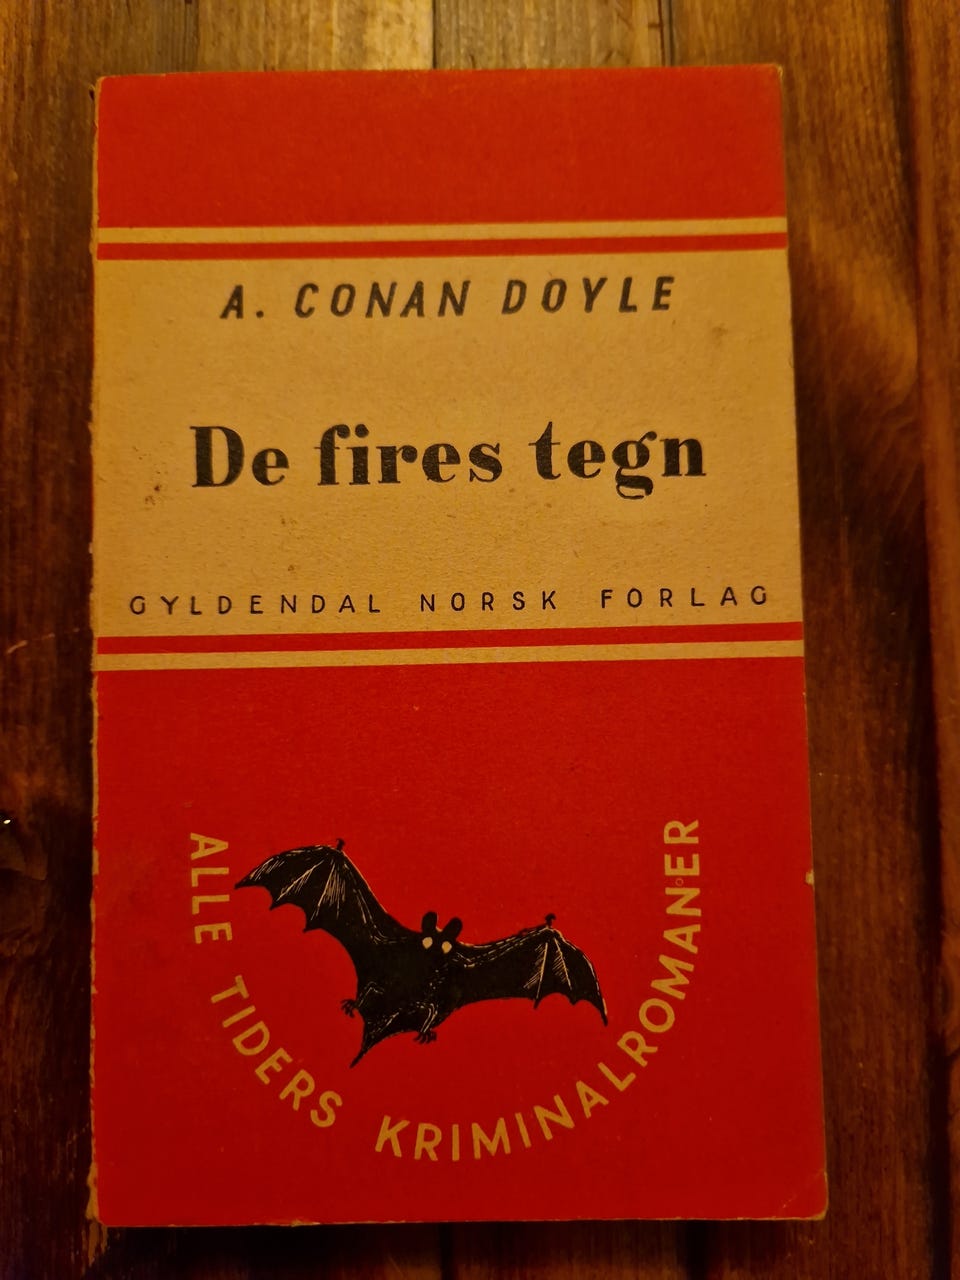 A. CONAN DOYLE
De fires tegn
GYLDENDAL NORSK FORLAG
ALLE TIDERS KRIMINALROMANER